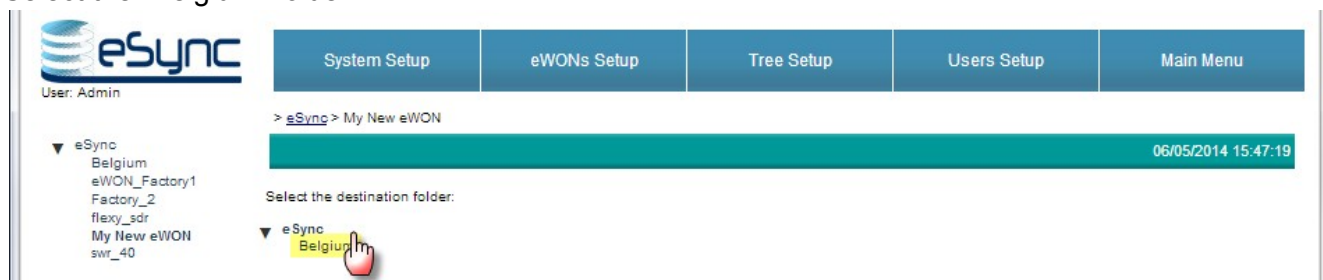 eSync
System Setup eWONs Setup Tree Setup Users Setup Main Menu
User: Admin
> eSync > My New eWON
06/05/2014 15:47:19
eSync
Belgium
eWON_Factory1
Factory_2
flexy_sdr
My New eWON
swr_40
Select the destination folder:
eSync
Belgium